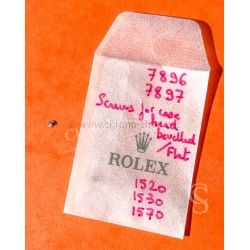 7896
7897
Screws for case
head
bevelled
/Flat
ROLEX
1520
1530
1570